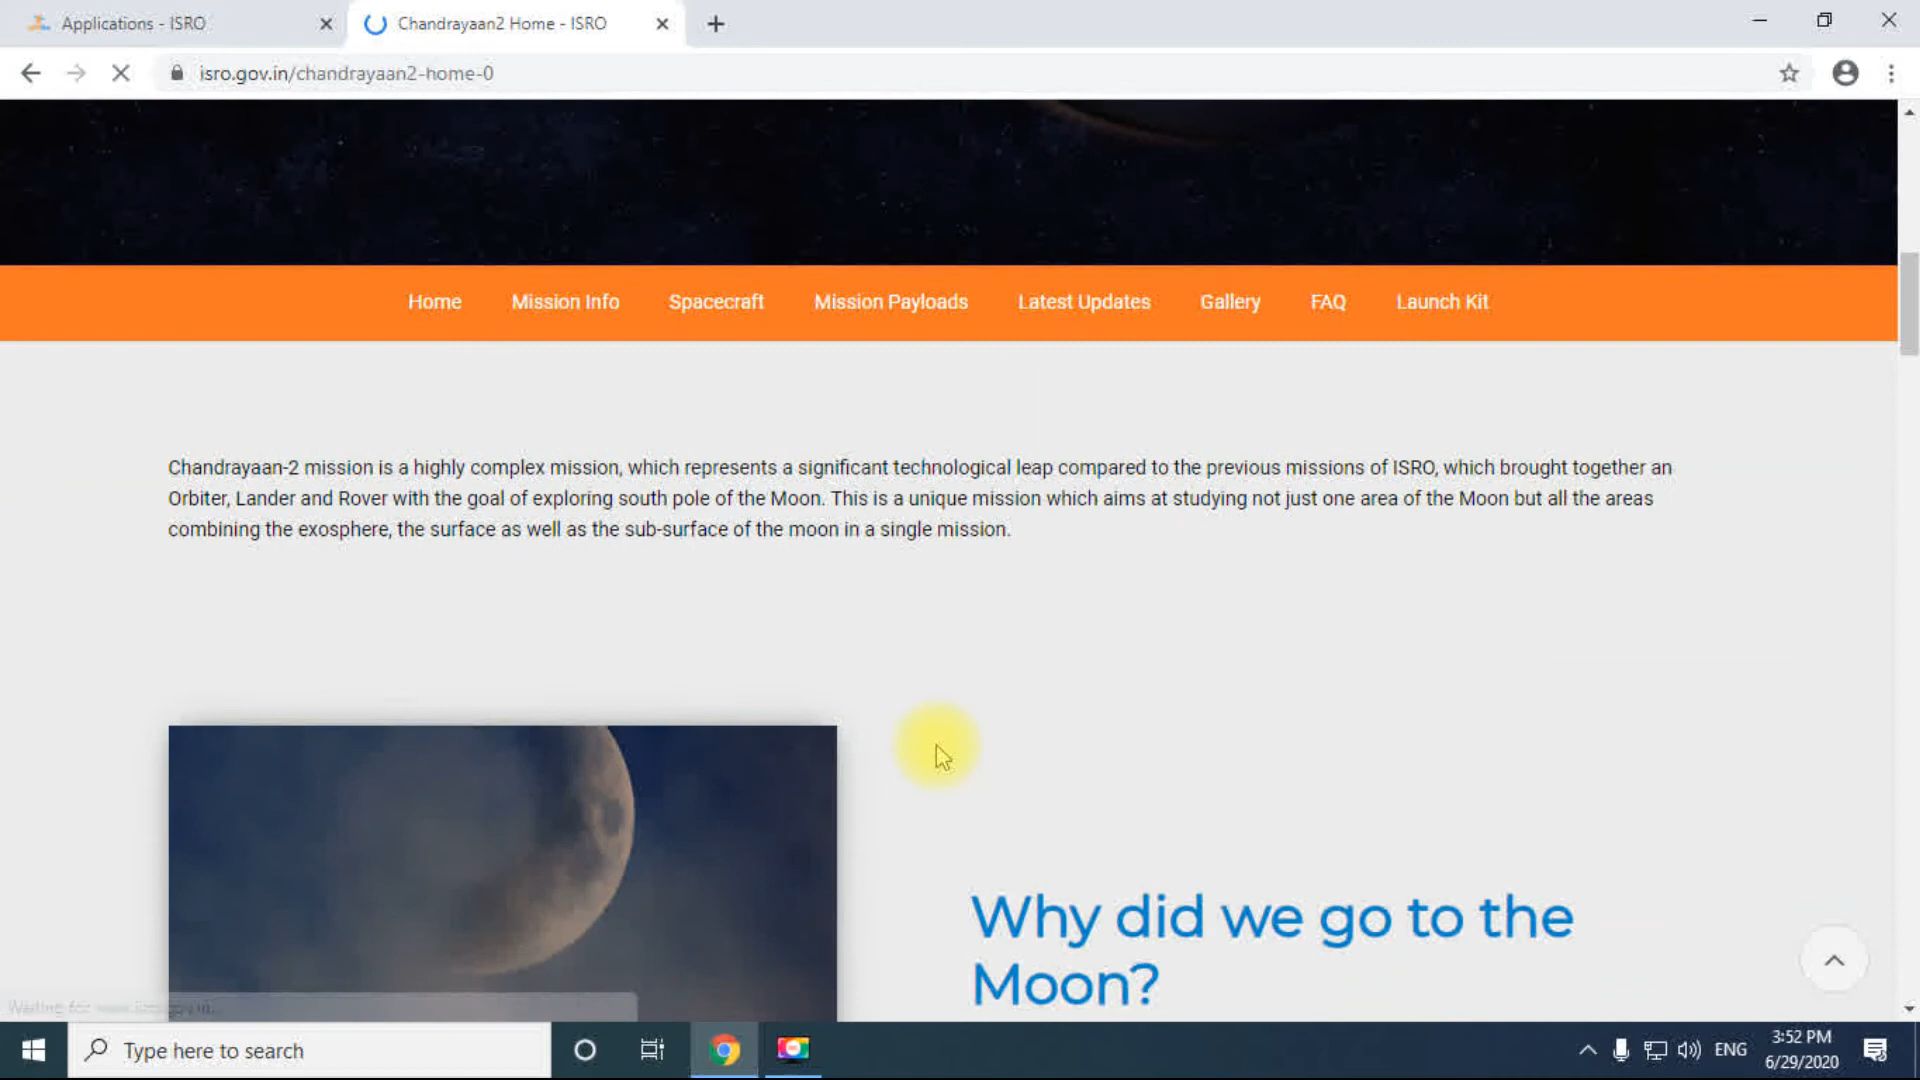 Applications - ISRO
Chandrayaan2 Home - ISRO
isro.gov.in/chandrayaan2-home-0
Home Mission Info Spacecraft Mission Payloads Latest Updates Gallery FAQ Launch Kit
Chandrayaan-2 mission is a highly complex mission, which represents a significant technological leap compared to the previous missions of ISRO, which brought together an
Orbiter, Lander and Rover with the goal of exploring south pole of the Moon. This is a unique mission which aims at studying not just one area of the Moon but all the areas
combining the exosphere, the surface as well as the sub-surface of the moon in a single mission.
Why did we go to the
Moon?
Waiting for
Type here to search
ENG
3:52 PM
6/29/2020